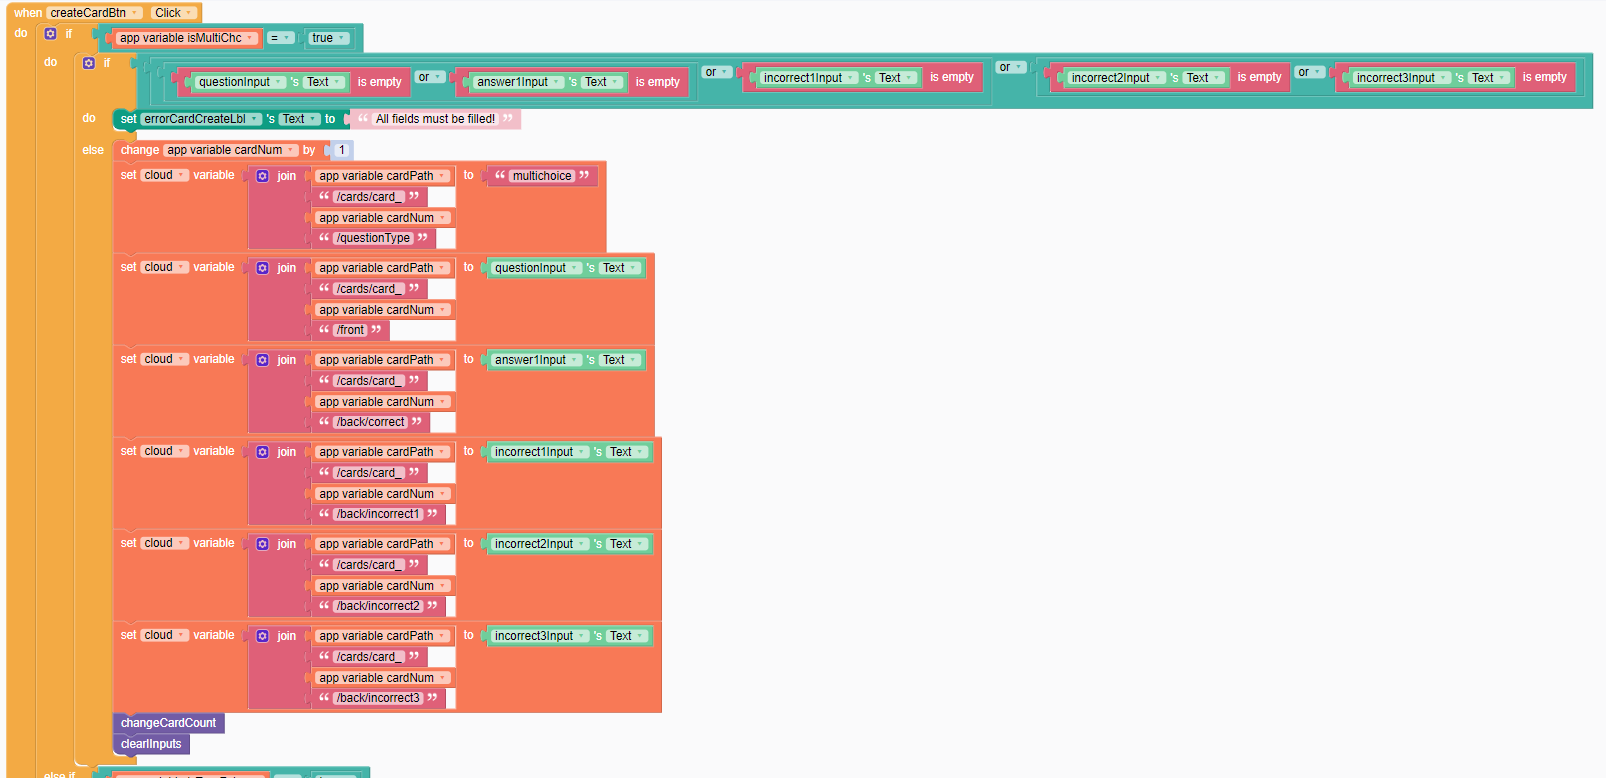 when createCardBtn Click
do if app variable isMultiChc = true
do if questionInput 's Text is empty or answer1Input 's Text is empty or incorrect1Input 's Text is empty or incorrect2Input 's Text is empty or incorrect3Input 's Text is empty
do set errorCardCreateLbl 's Text to “ All fields must be filled! ”
else change app variable cardNum by 1
set cloud variable join app variable cardPath to “ multichoice ”
“ /cards/card_ ”
app variable cardNum
“ /questionType ”
set cloud variable join app variable cardPath to questionInput 's Text
“ /cards/card_ ”
app variable cardNum
“ /front ”
set cloud variable join app variable cardPath to answer1Input 's Text
“ /cards/card_ ”
app variable cardNum
“ /back/correct ”
set cloud variable join app variable cardPath to incorrect1Input 's Text
“ /cards/card_ ”
app variable cardNum
“ /back/incorrect1 ”
set cloud variable join app variable cardPath to incorrect2Input 's Text
“ /cards/card_ ”
app variable cardNum
“ /back/incorrect2 ”
set cloud variable join app variable cardPath to incorrect3Input 's Text
“ /cards/card_ ”
app variable cardNum
“ /back/incorrect3 ”
changeCardCount
clearInputs
else if